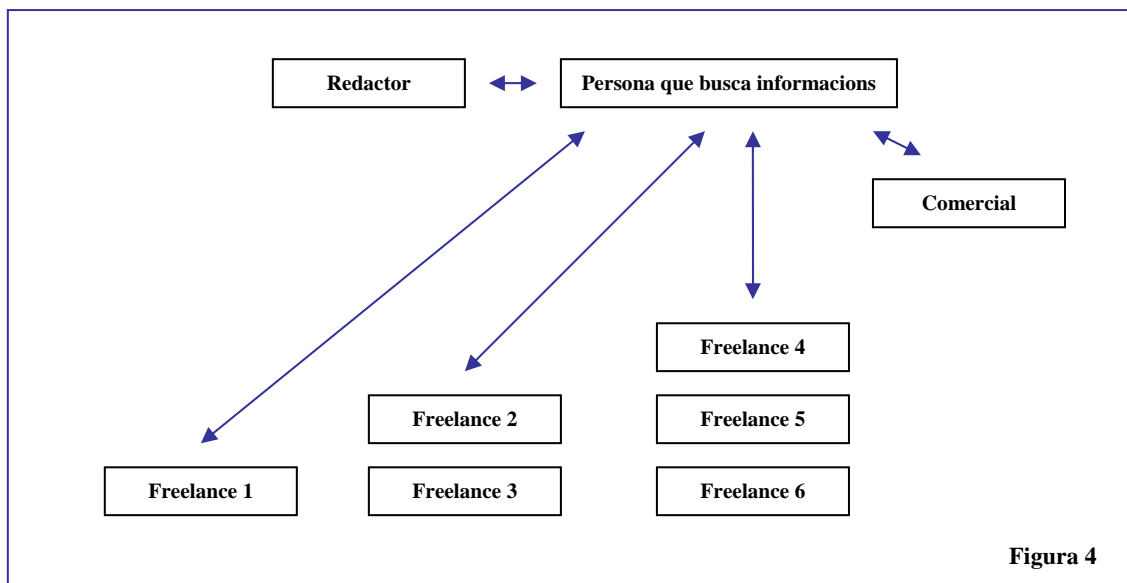 Redactor
Persona que busca informacions
Comercial
Freelance 4
Freelance 2
Freelance 5
Freelance 1
Freelance 3
Freelance 6
Figura 4